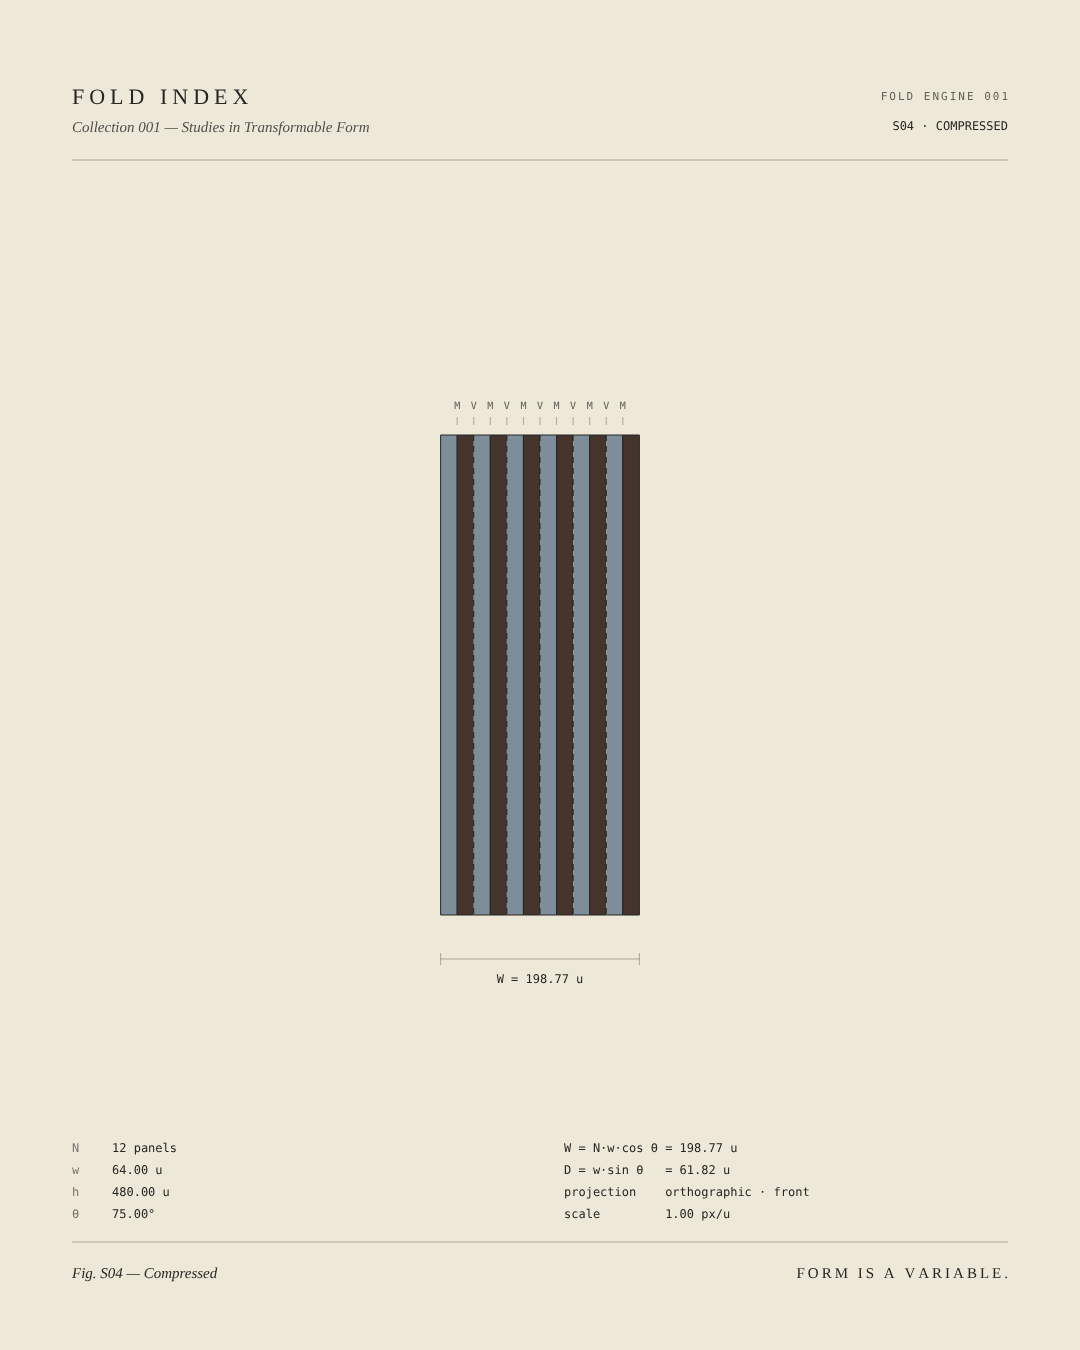 FOLD INDEX
FOLD ENGINE 001
Collection 001 — Studies in Transformable Form
S04 · COMPRESSED
M V M V M V M V M V M
W = 198.77 u
N 12 panels
w 64.00 u
h 480.00 u
θ 75.00°
W = N·w·cos θ = 198.77 u
D = w·sin θ = 61.82 u
projection orthographic · front
scale 1.00 px/u
Fig. S04 — Compressed
FORM IS A VARIABLE.